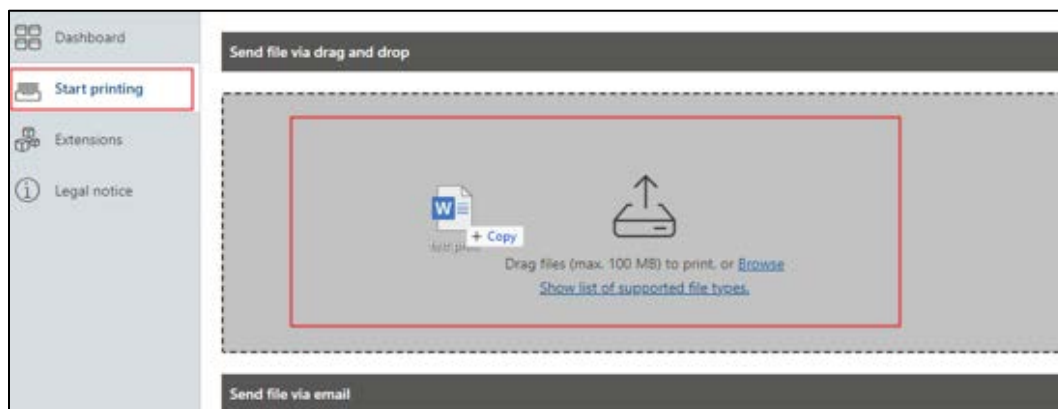 Dashboard
Start printing
Extensions
Legal notice
Send file via drag and drop
W
+ Copy
Drag files (max. 100 MB) to print, or Browse
Show list of supported file types.
Send file via email